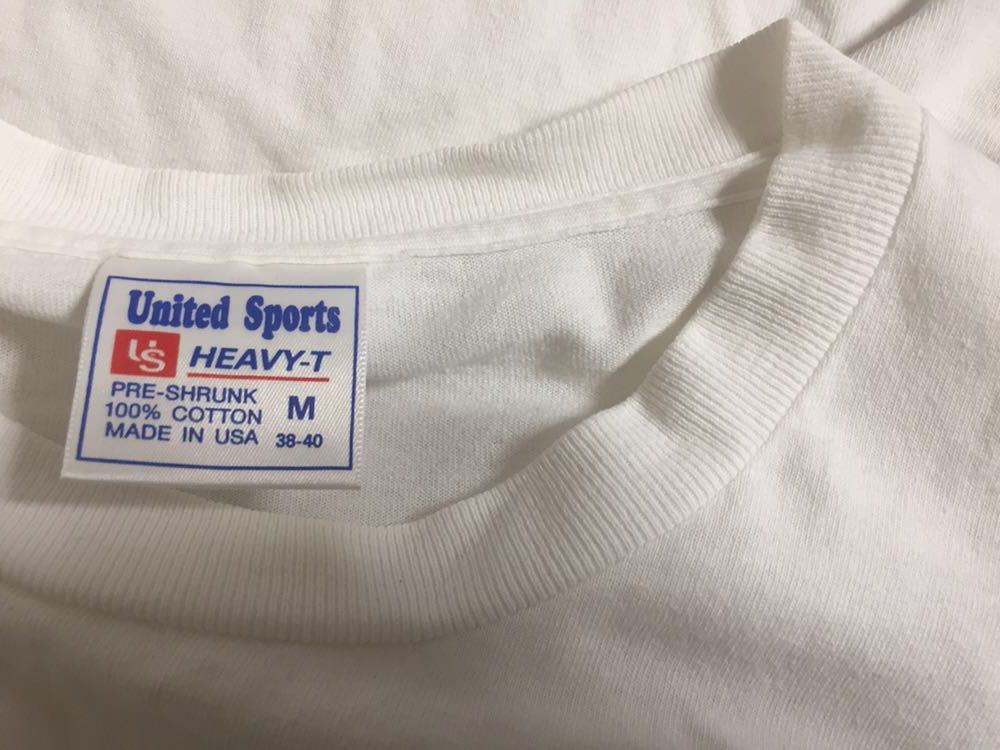 United Sports
US HEAVY-T
PRE-SHRUNK
100% COTTON M
MADE IN USA 38-40